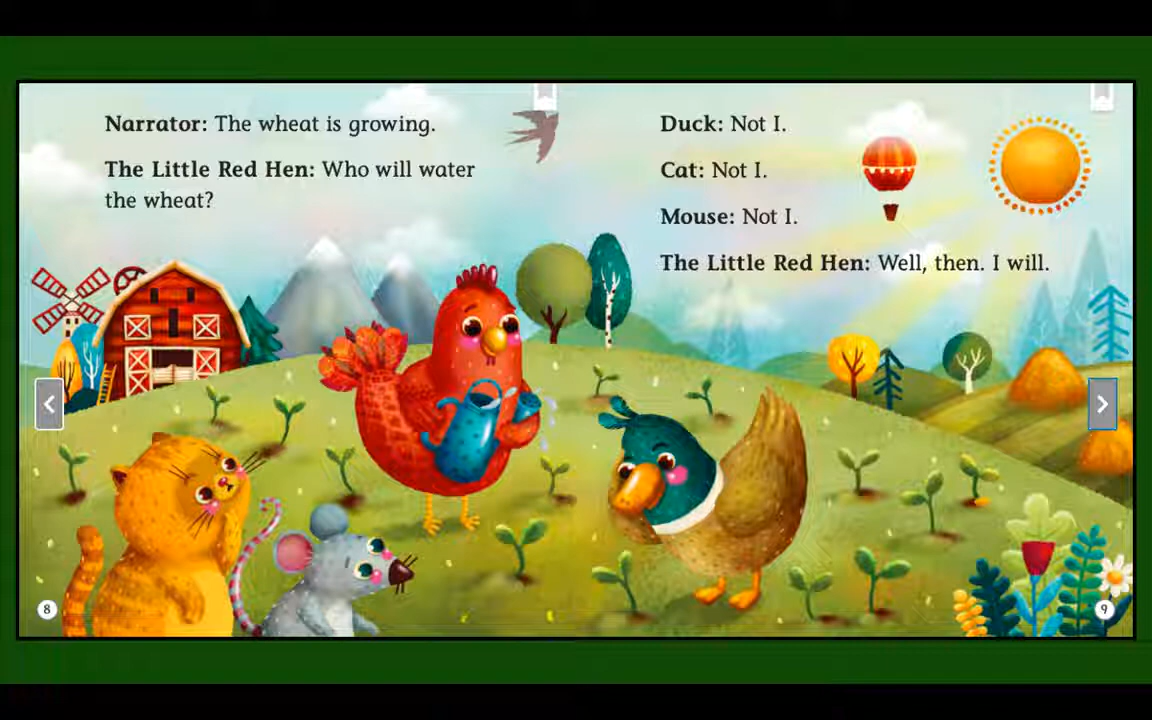 Narrator: The wheat is growing.
The Little Red Hen: Who will water
the wheat?
Duck: Not I.
Cat: Not I.
Mouse: Not I.
The Little Red Hen: Well, then. I will.
8
9